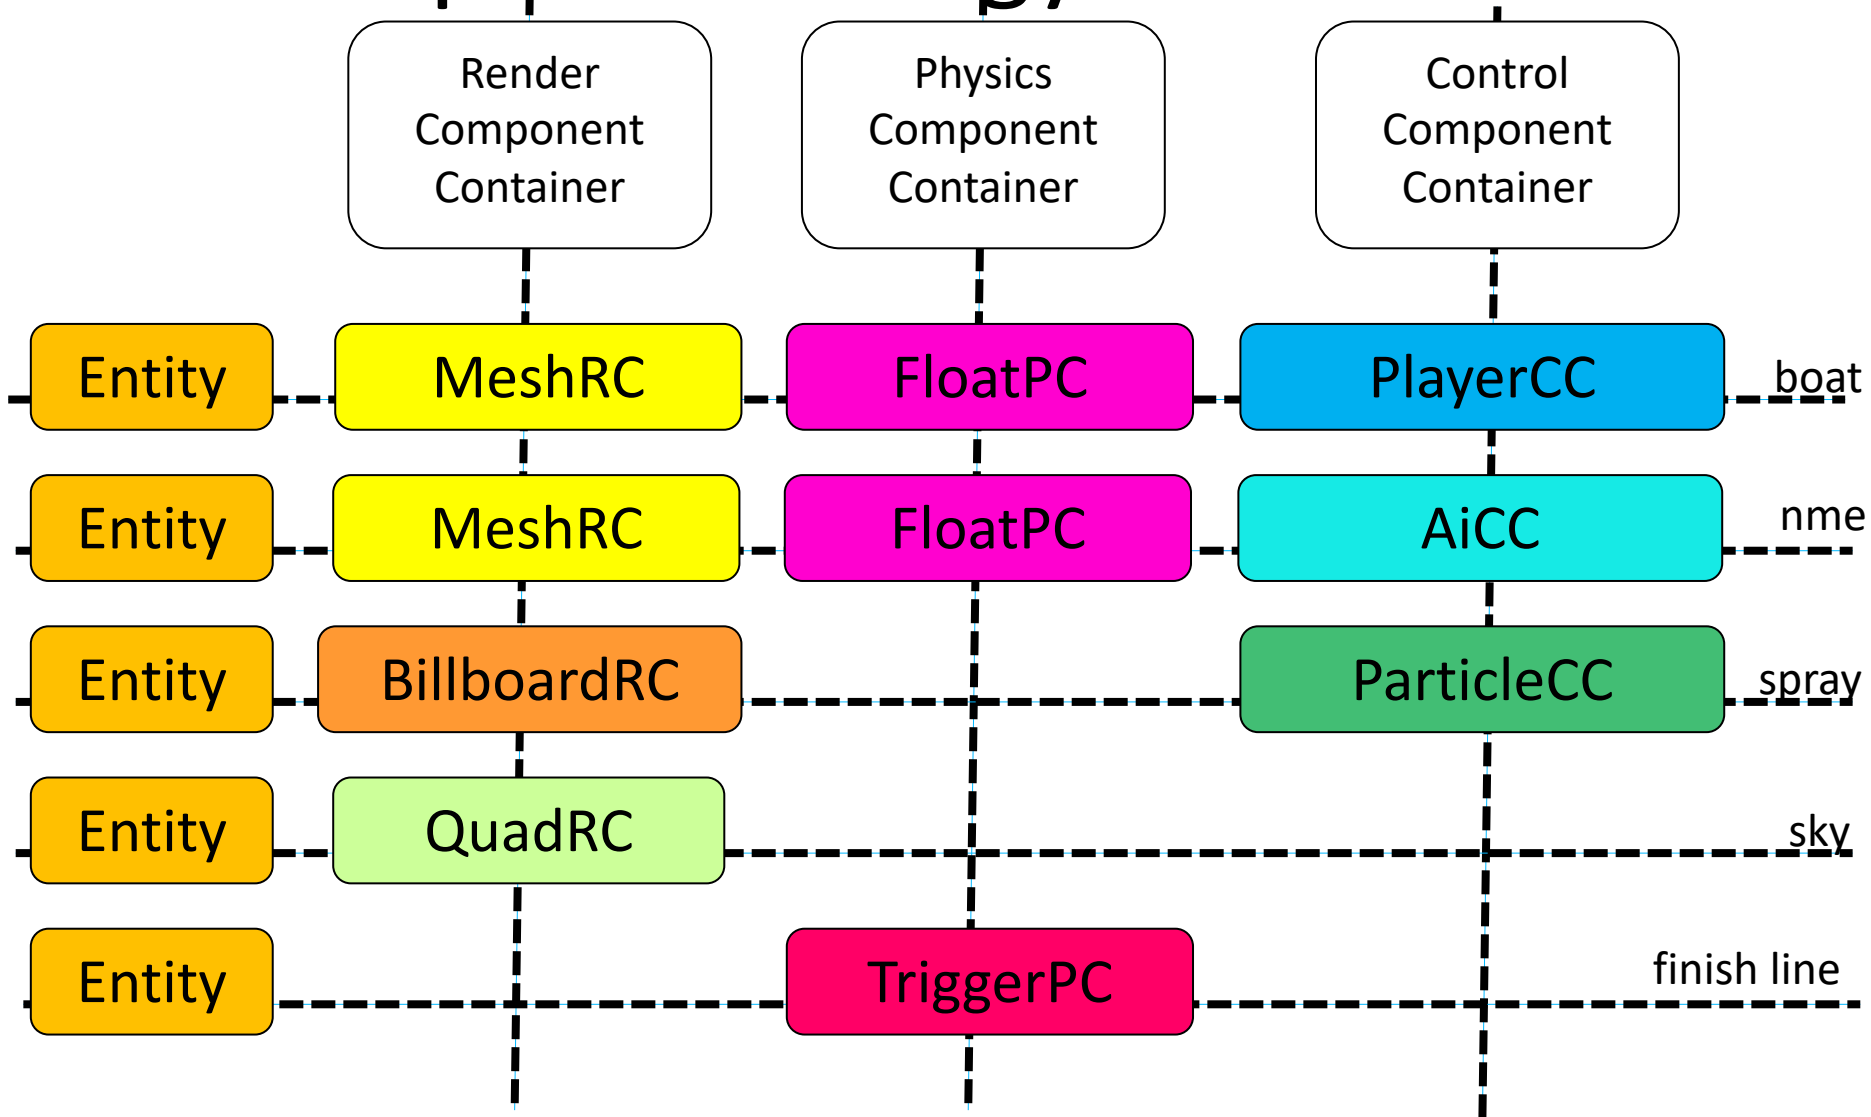 Render
Component
Container
Physics
Component
Container
Control
Component
Container
Entity
MeshRC
FloatPC
PlayerCC
boat
Entity
MeshRC
FloatPC
AiCC
nme
Entity
BillboardRC
ParticleCC
spray
Entity
QuadRC
sky
Entity
TriggerPC
finish line